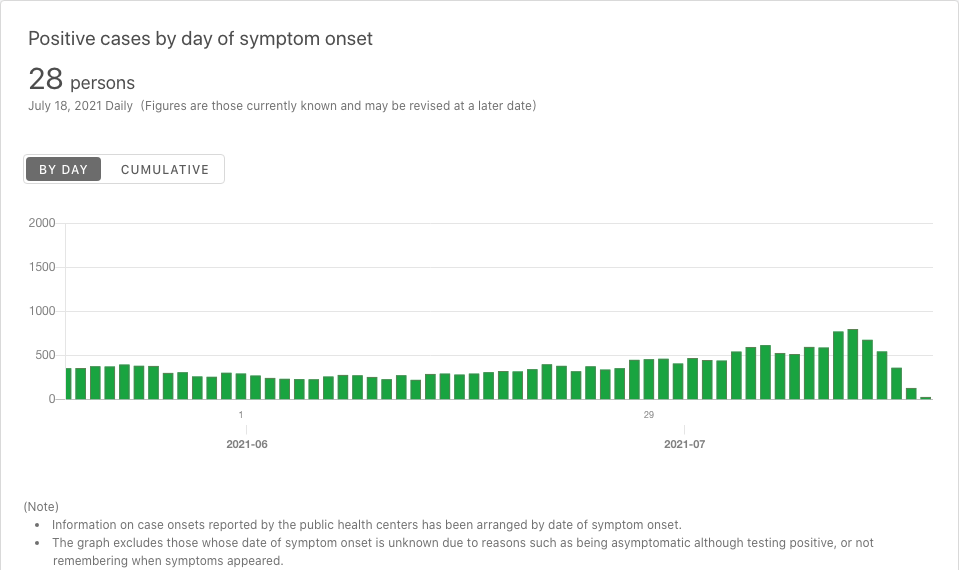 Positive cases by day of symptom onset
28 persons
July 18, 2021 Daily (Figures are those currently known and may be revised at a later date)
BY DAY CUMULATIVE
2000
1500
1000
500
0
1 29
2021-06 2021-07
(Note)
• Information on case onsets reported by the public health centers has been arranged by date of symptom onset.
• The graph excludes those whose date of symptom onset is unknown due to reasons such as being asymptomatic although testing positive, or not
remembering when symptoms appeared.